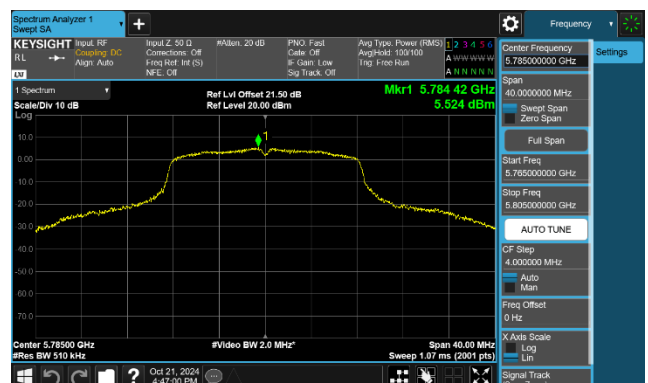 Spectrum Analyzer 1
Swept SA
Frequency
KEYSIGHT
RL
LXI
Input: RF
Coupling: DC
Align: Auto
Input Z: 50 Ω
Corrections: Off
Freq Ref: Int (S)
NFE: Off
#Atten: 20 dB
PNO: Fast
Gate: Off
IF Gain: Low
Sig Track: Off
Avg Type: Power (RMS)
Avg|Hold: 100/100
Trig: Free Run
1 2 3 4 5 6
A W W W W W
A N N N N N
1 Spectrum
Scale/Div 10 dB
Log
Ref Lvl Offset 21.50 dB
Ref Level 20.00 dBm
Mkr1 5.784 42 GHz
5.524 dBm
1
10.0
0.00
10.0
20.0
30.0
40.0
50.0
60.0
70.0
Center 5.78500 GHz
#Res BW 510 kHz
#Video BW 2.0 MHz*
Span 40.00 MHz
Sweep 1.07 ms (2001 pts)
Center Frequency
5.785000000 GHz
Settings
Span
40.0000000 MHz
Swept Span
Zero Span
Full Span
Start Freq
5.765000000 GHz
Stop Freq
5.805000000 GHz
AUTO TUNE
CF Step
4.000000 MHz
Auto
Man
Freq Offset
0 Hz
X Axis Scale
Log
Lin
Signal Track
Oct 21, 2024
4:47:00 PM